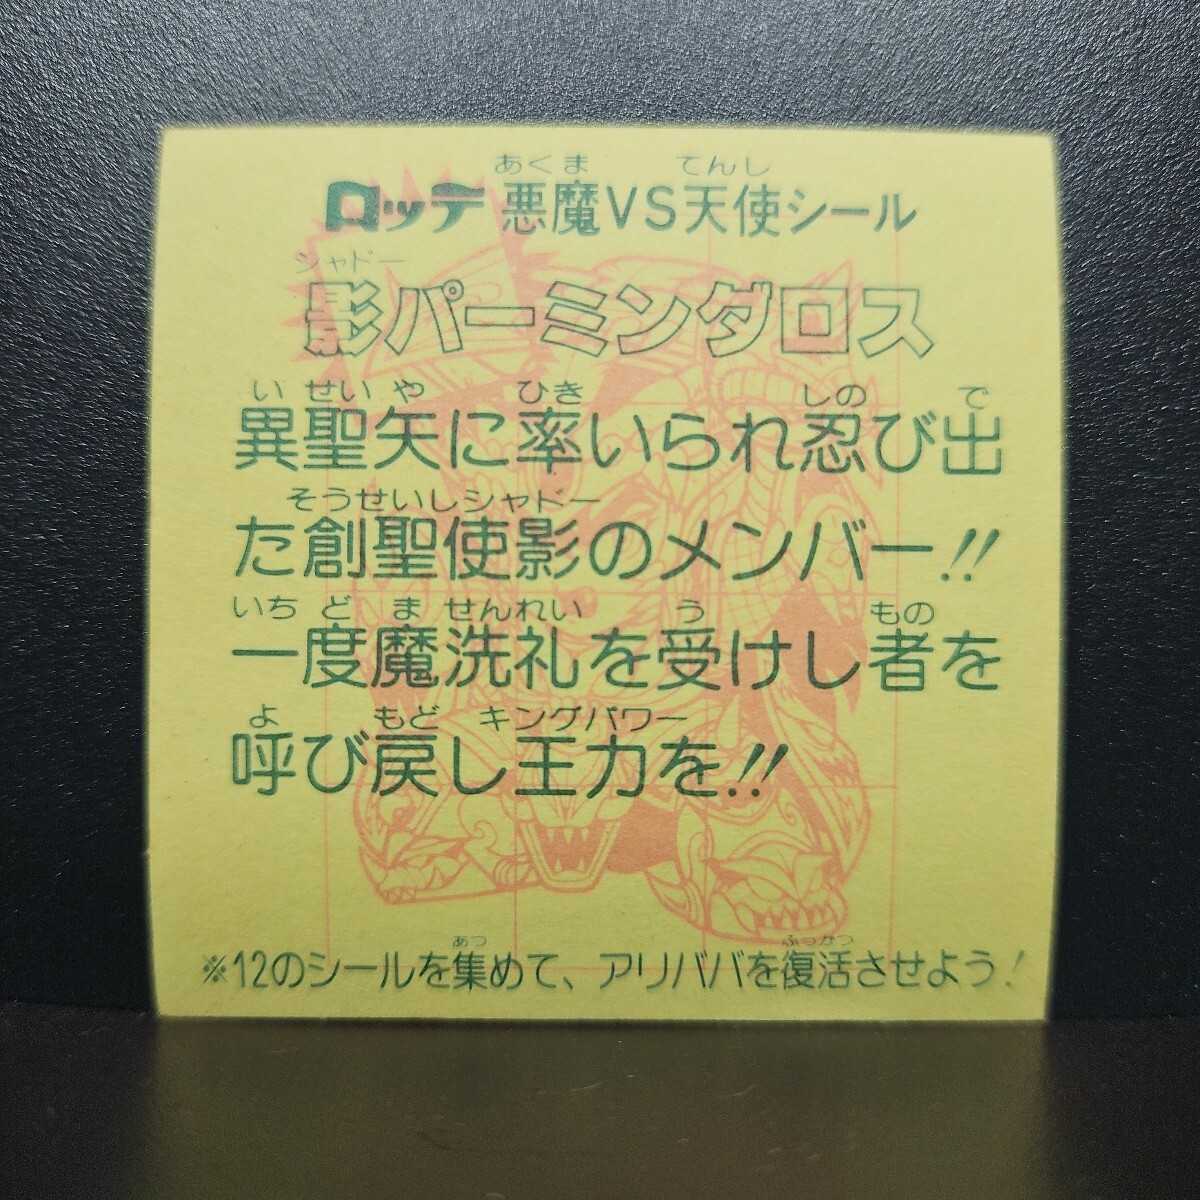 あくま てんし
ロッテ 悪魔VS天使シール
シャドー
影パーミンダロス
い せい や ひき しの で
異聖矢に率いられ忍び出
そうせいしシャドー
た創聖使影のメンバー!!
いち ど ま せんれい う もの
一度魔洗礼を受けし者を
よ もど キングパワー
呼び戻し王力を!!
あつ ふっかつ
※12のシールを集めて、アリババを復活させよう!